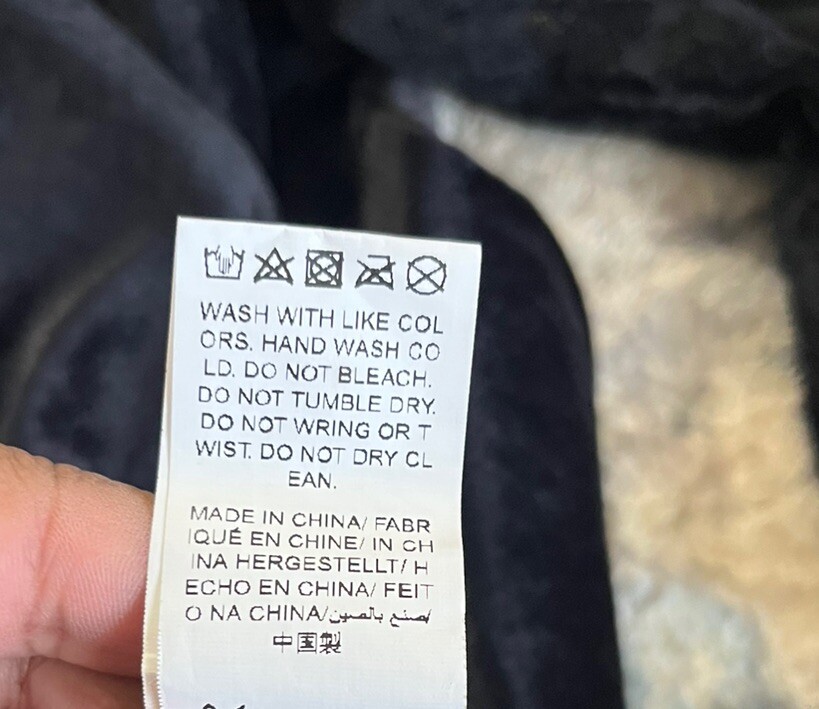 WASH WITH LIKE COL
ORS. HAND WASH CO
LD. DO NOT BLEACH.
DO NOT TUMBLE DRY.
DO NOT WRING OR T
WIST. DO NOT DRY CL
EAN.
MADE IN CHINA/ FABR
IQUÉ EN CHINE/ IN CH
INA HERGESTELLT/ H
ECHO EN CHINA/ FEIT
O NA CHINA/صنع بالصين/
中国製